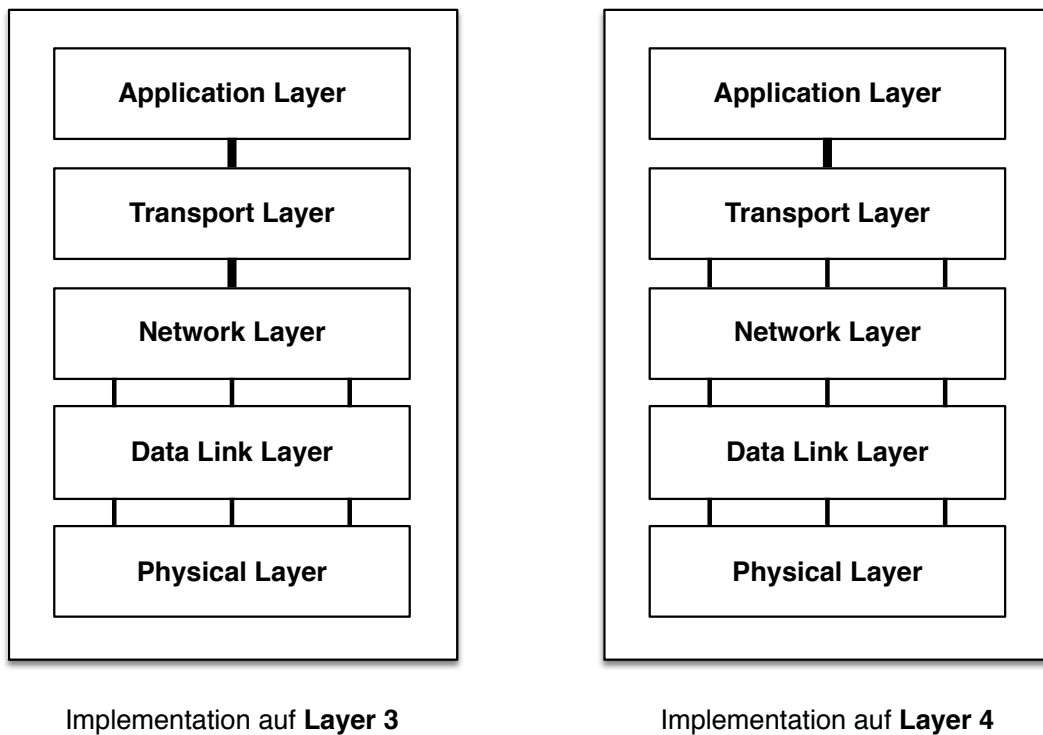 Application Layer
Transport Layer
Network Layer
Data Link Layer
Physical Layer
Implementation auf Layer 3
Application Layer
Transport Layer
Network Layer
Data Link Layer
Physical Layer
Implementation auf Layer 4